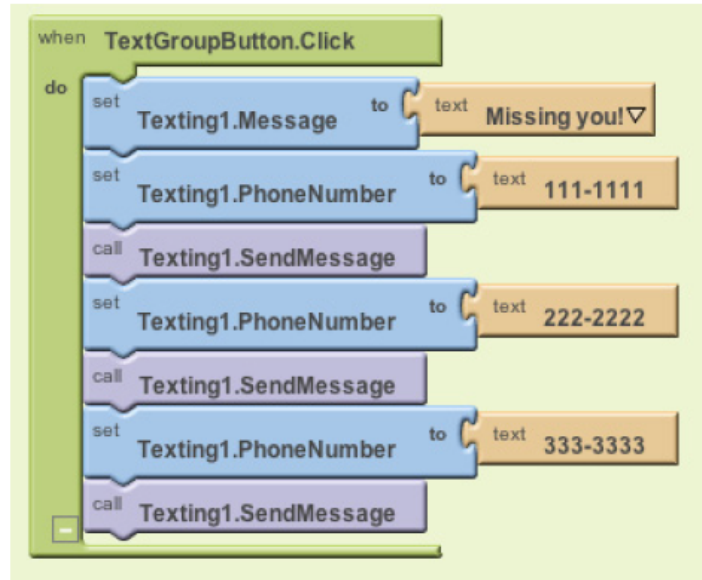 when TextGroupButton.Click
do
set Texting1.Message to text Missing you!
set Texting1.PhoneNumber to text 111-1111
call Texting1.SendMessage
set Texting1.PhoneNumber to text 222-2222
call Texting1.SendMessage
set Texting1.PhoneNumber to text 333-3333
call Texting1.SendMessage